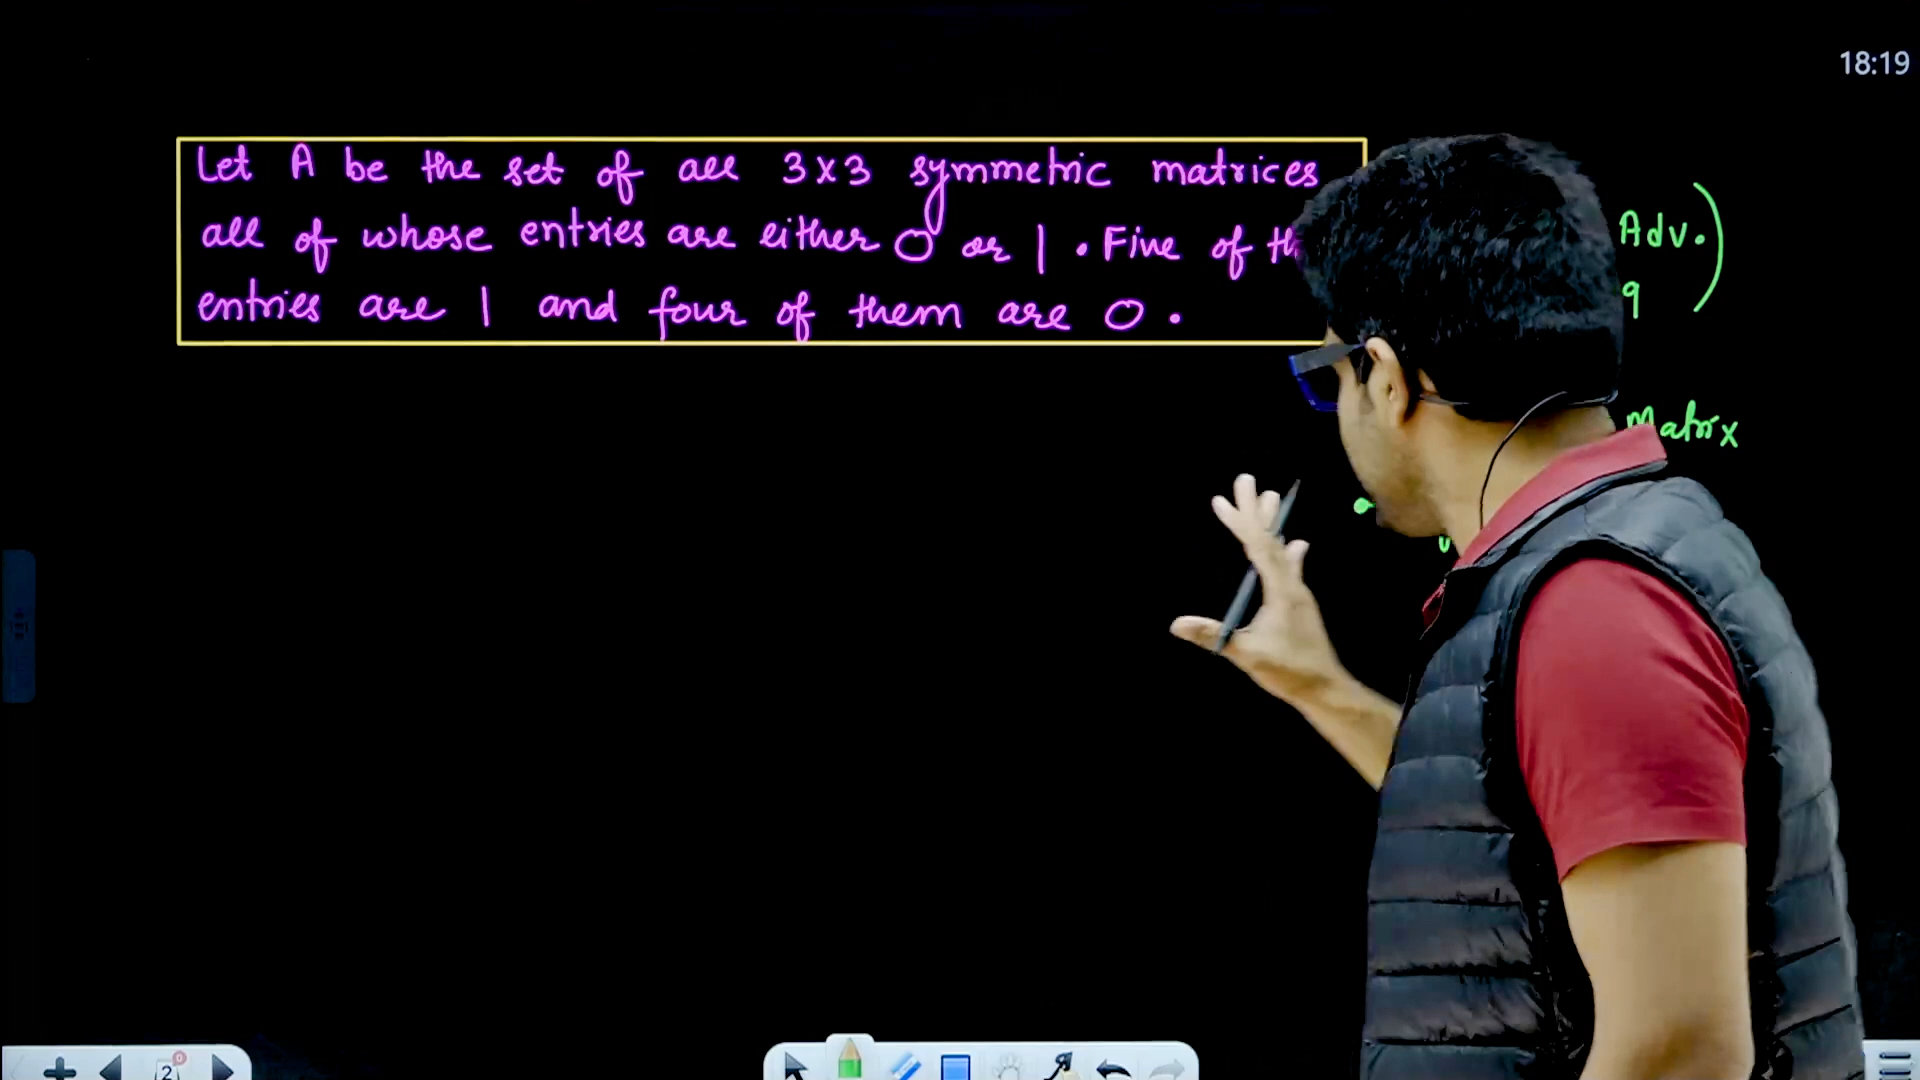 18:19
Let A be the set of all 3x3 symmetric matrices
all of whose entries are either 0 or 1 . Five of
entries are 1 and four of them are 0 .
Adv.)
9
Matrix
2
0